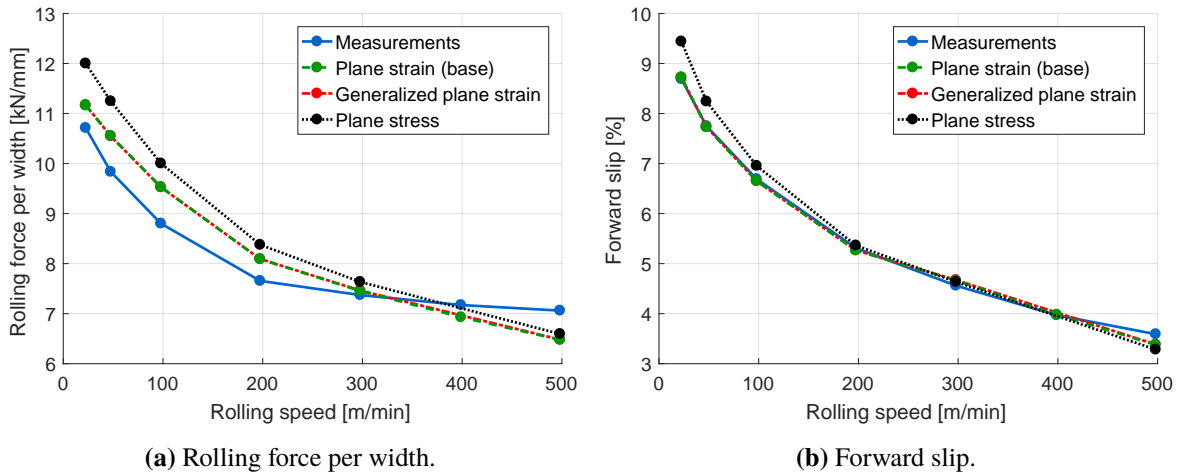 13
12
11
10
9
8
7
6
Rolling force per width [kN/mm]
0 100 200 300 400 500
Rolling speed [m/min]
Measurements
Plane strain (base)
Generalized plane strain
Plane stress
(a) Rolling force per width.
10
9
8
7
6
5
4
3
Forward slip [%]
0 100 200 300 400 500
Rolling speed [m/min]
Measurements
Plane strain (base)
Generalized plane strain
Plane stress
(b) Forward slip.